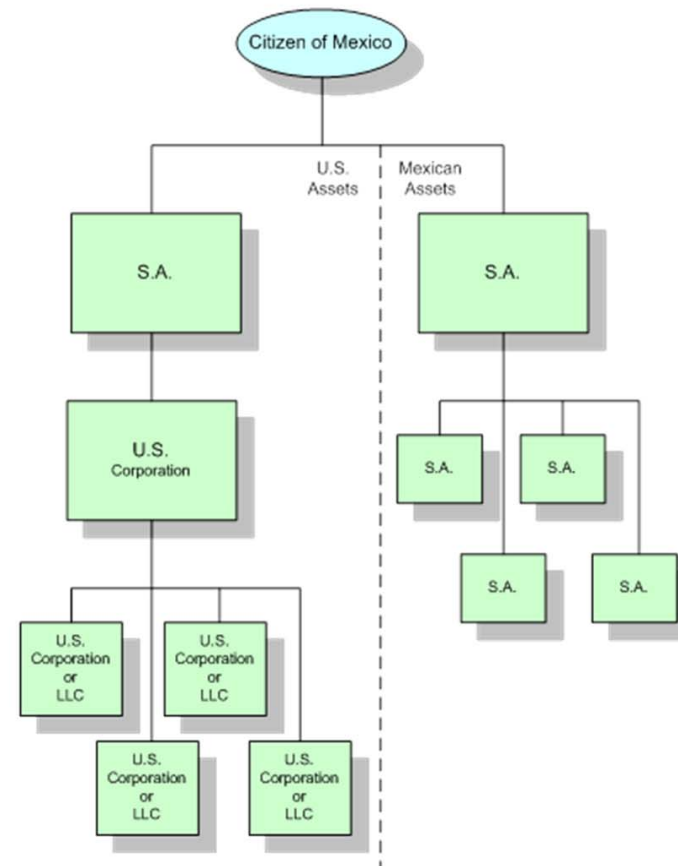 Citizen of Mexico
U.S.
Assets
Mexican
Assets
S.A.
S.A.
U.S.
Corporation
S.A.
S.A.
S.A.
S.A.
U.S.
Corporation
or
LLC
U.S.
Corporation
or
LLC
U.S.
Corporation
or
LLC
U.S.
Corporation
or
LLC